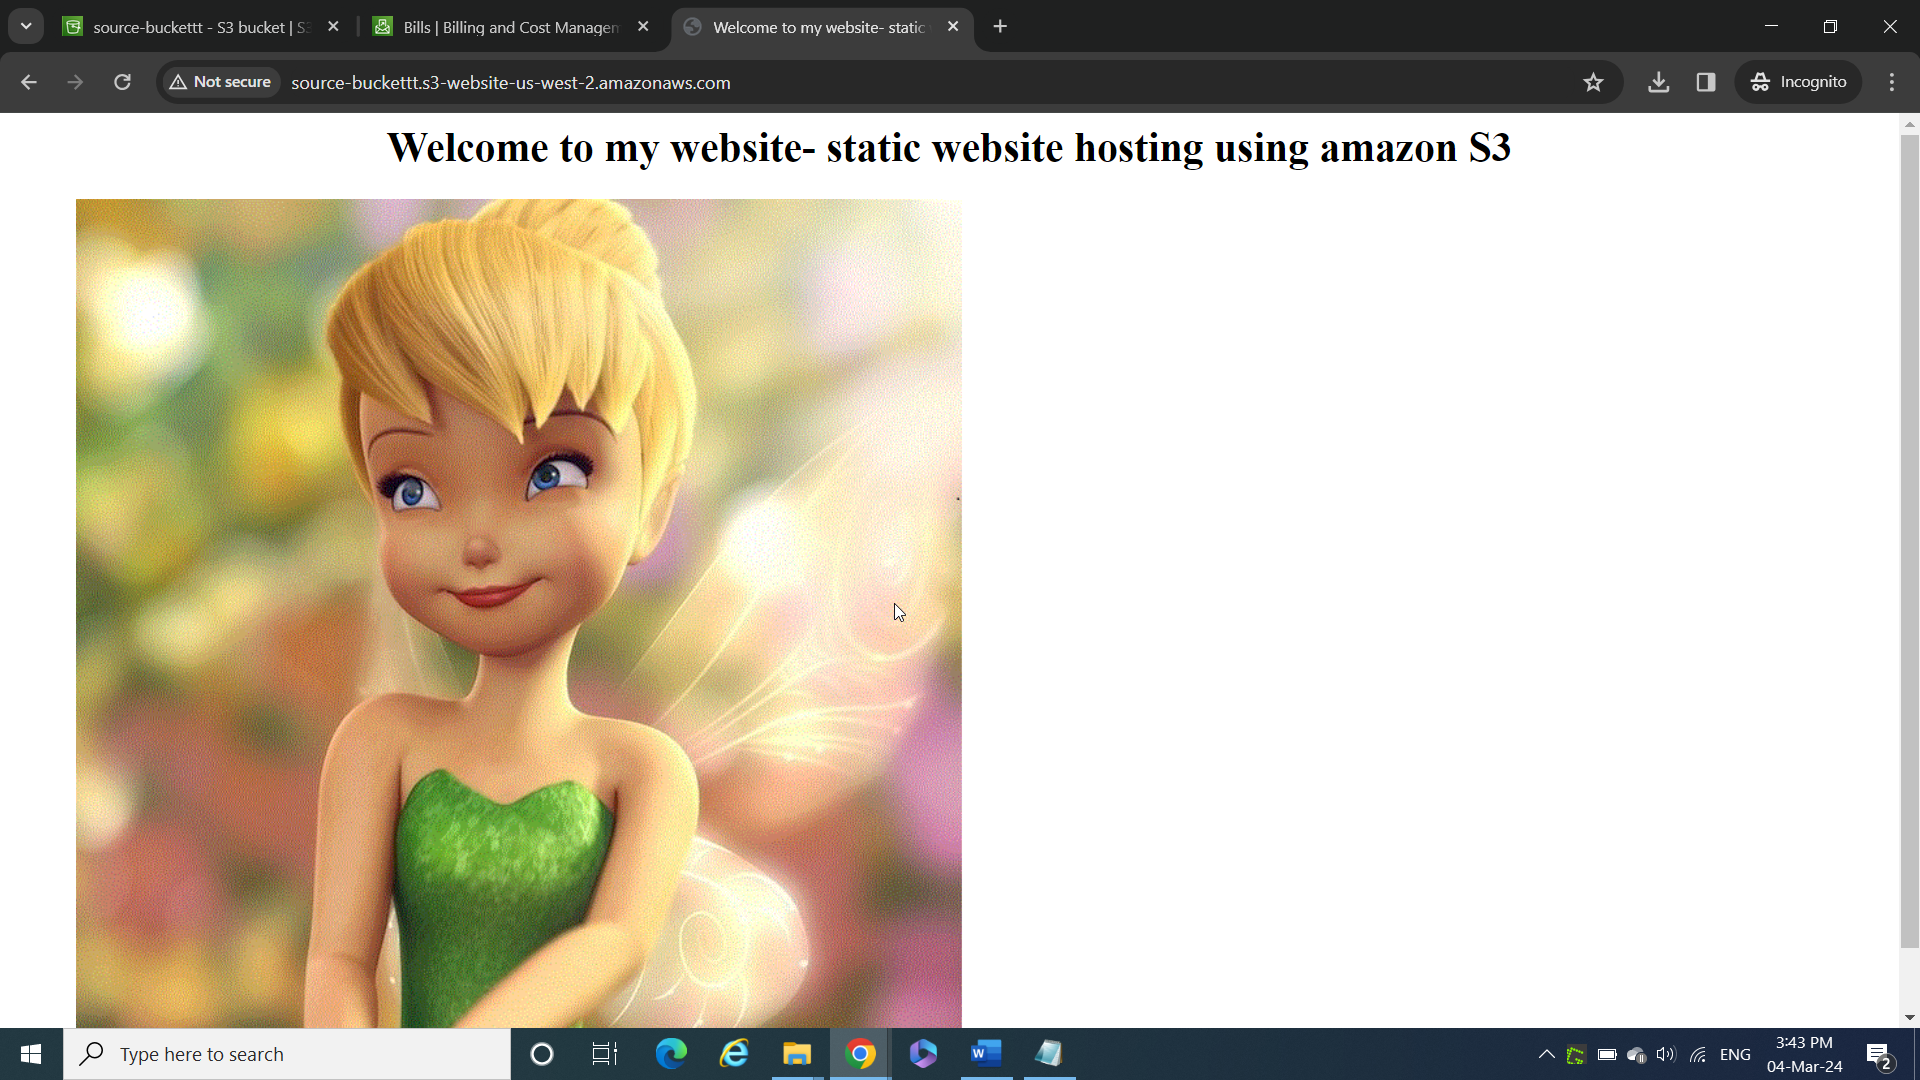 source-buckettt - S3 bucket | S3
Bills | Billing and Cost Managem
Welcome to my website- static
Not secure
source-buckettt.s3-website-us-west-2.amazonaws.com
Incognito
Welcome to my website- static website hosting using amazon S3
Type here to search
W
ENG
3:43 PM
04-Mar-24
2